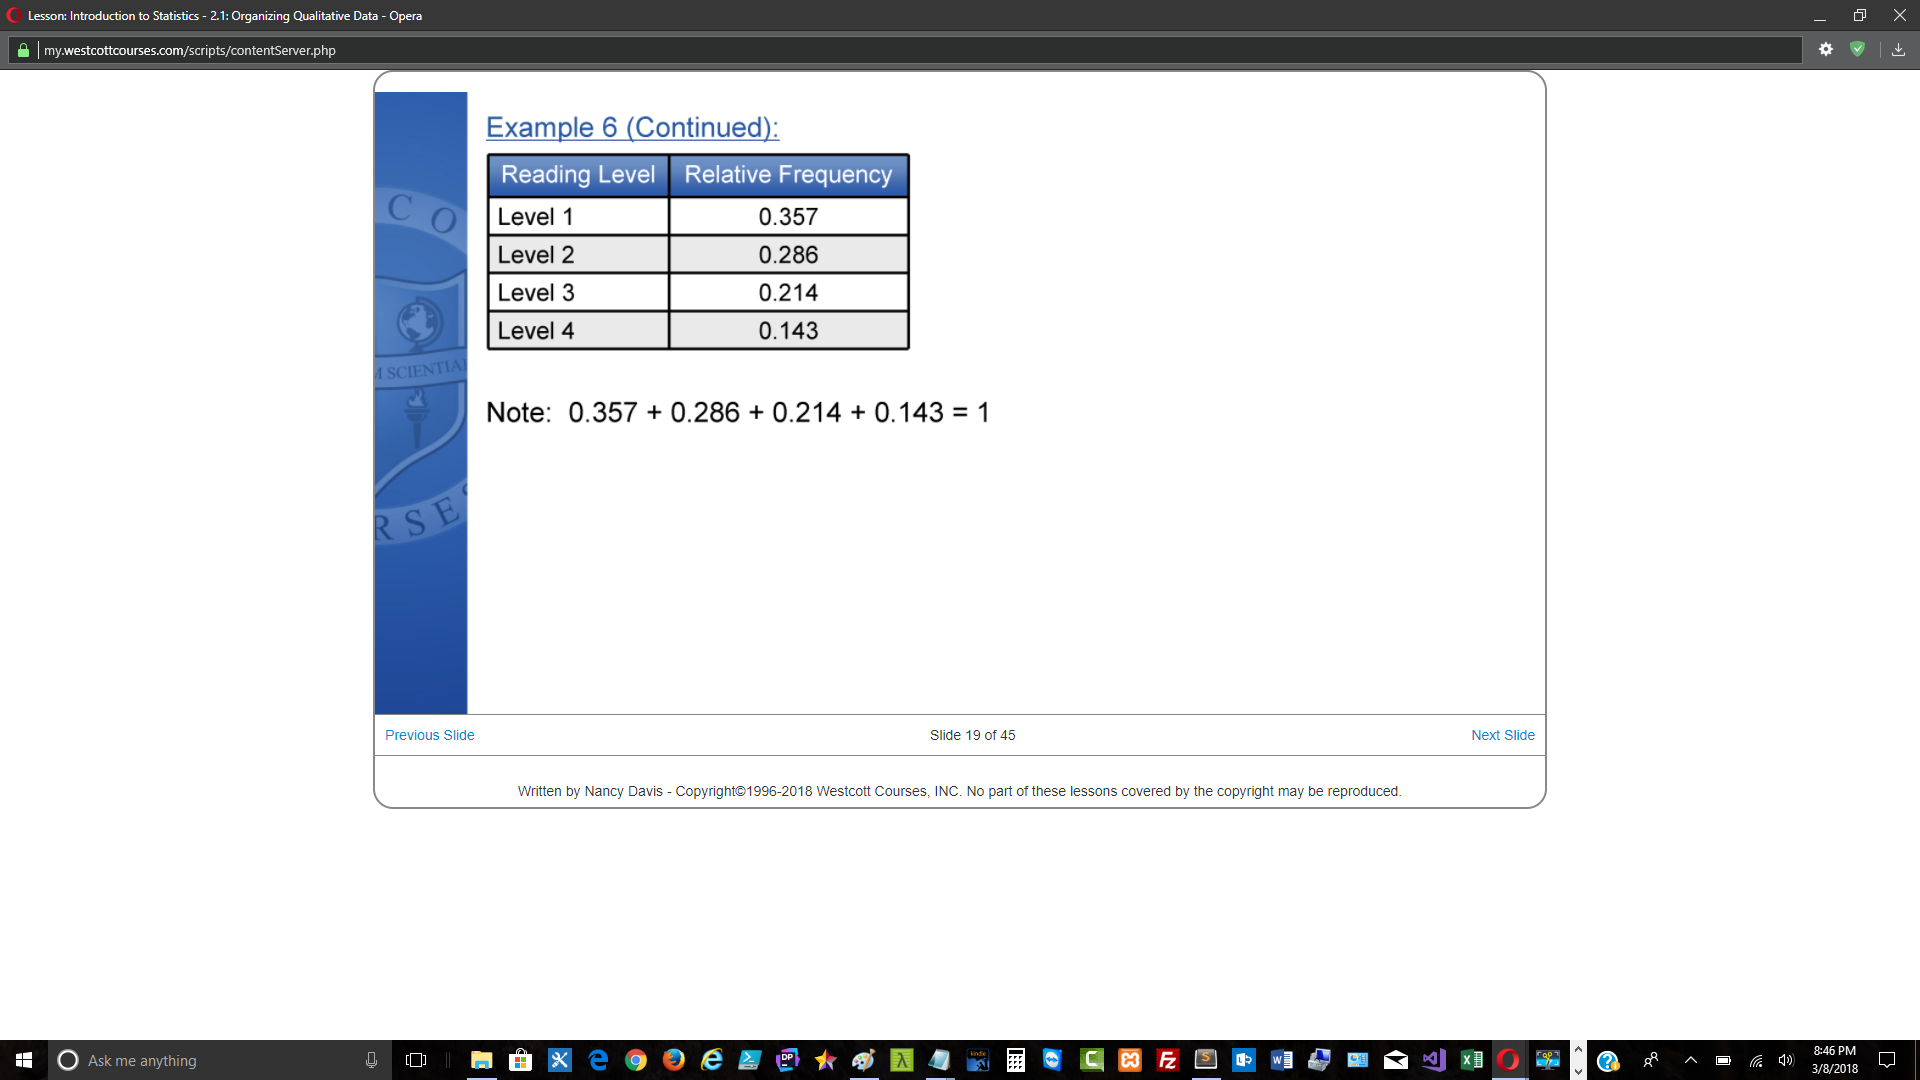 Lesson: Introduction to Statistics - 2.1: Organizing Qualitative Data - Opera
my.westcottcourses.com/scripts/contentServer.php
Example 6 (Continued):
Reading Level Relative Frequency
Level 1 0.357
Level 2 0.286
Level 3 0.214
Level 4 0.143
Note: 0.357 + 0.286 + 0.214 + 0.143 = 1
C O
M SCIENTIA
RSES
Previous Slide Slide 19 of 45 Next Slide
Written by Nancy Davis - Copyright©1996-2018 Westcott Courses, INC. No part of these lessons covered by the copyright may be reproduced.
Ask me anything
DP
kindle
8:46 PM
3/8/2018